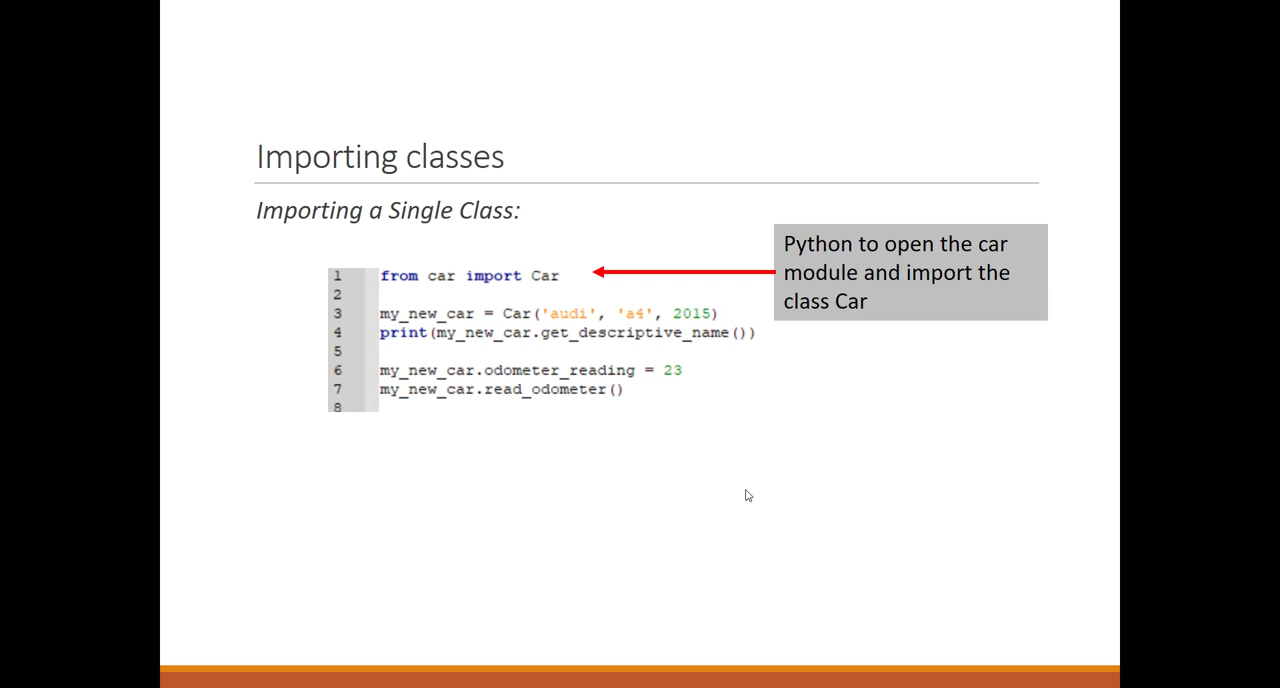 Importing classes
Importing a Single Class:
Python to open the car
module and import the
class Car
1 from car import Car
2
3 my_new_car = Car('audi', 'a4', 2015)
4 print(my_new_car.get_descriptive_name())
5
6 my_new_car.odometer_reading = 23
7 my_new_car.read_odometer()
8